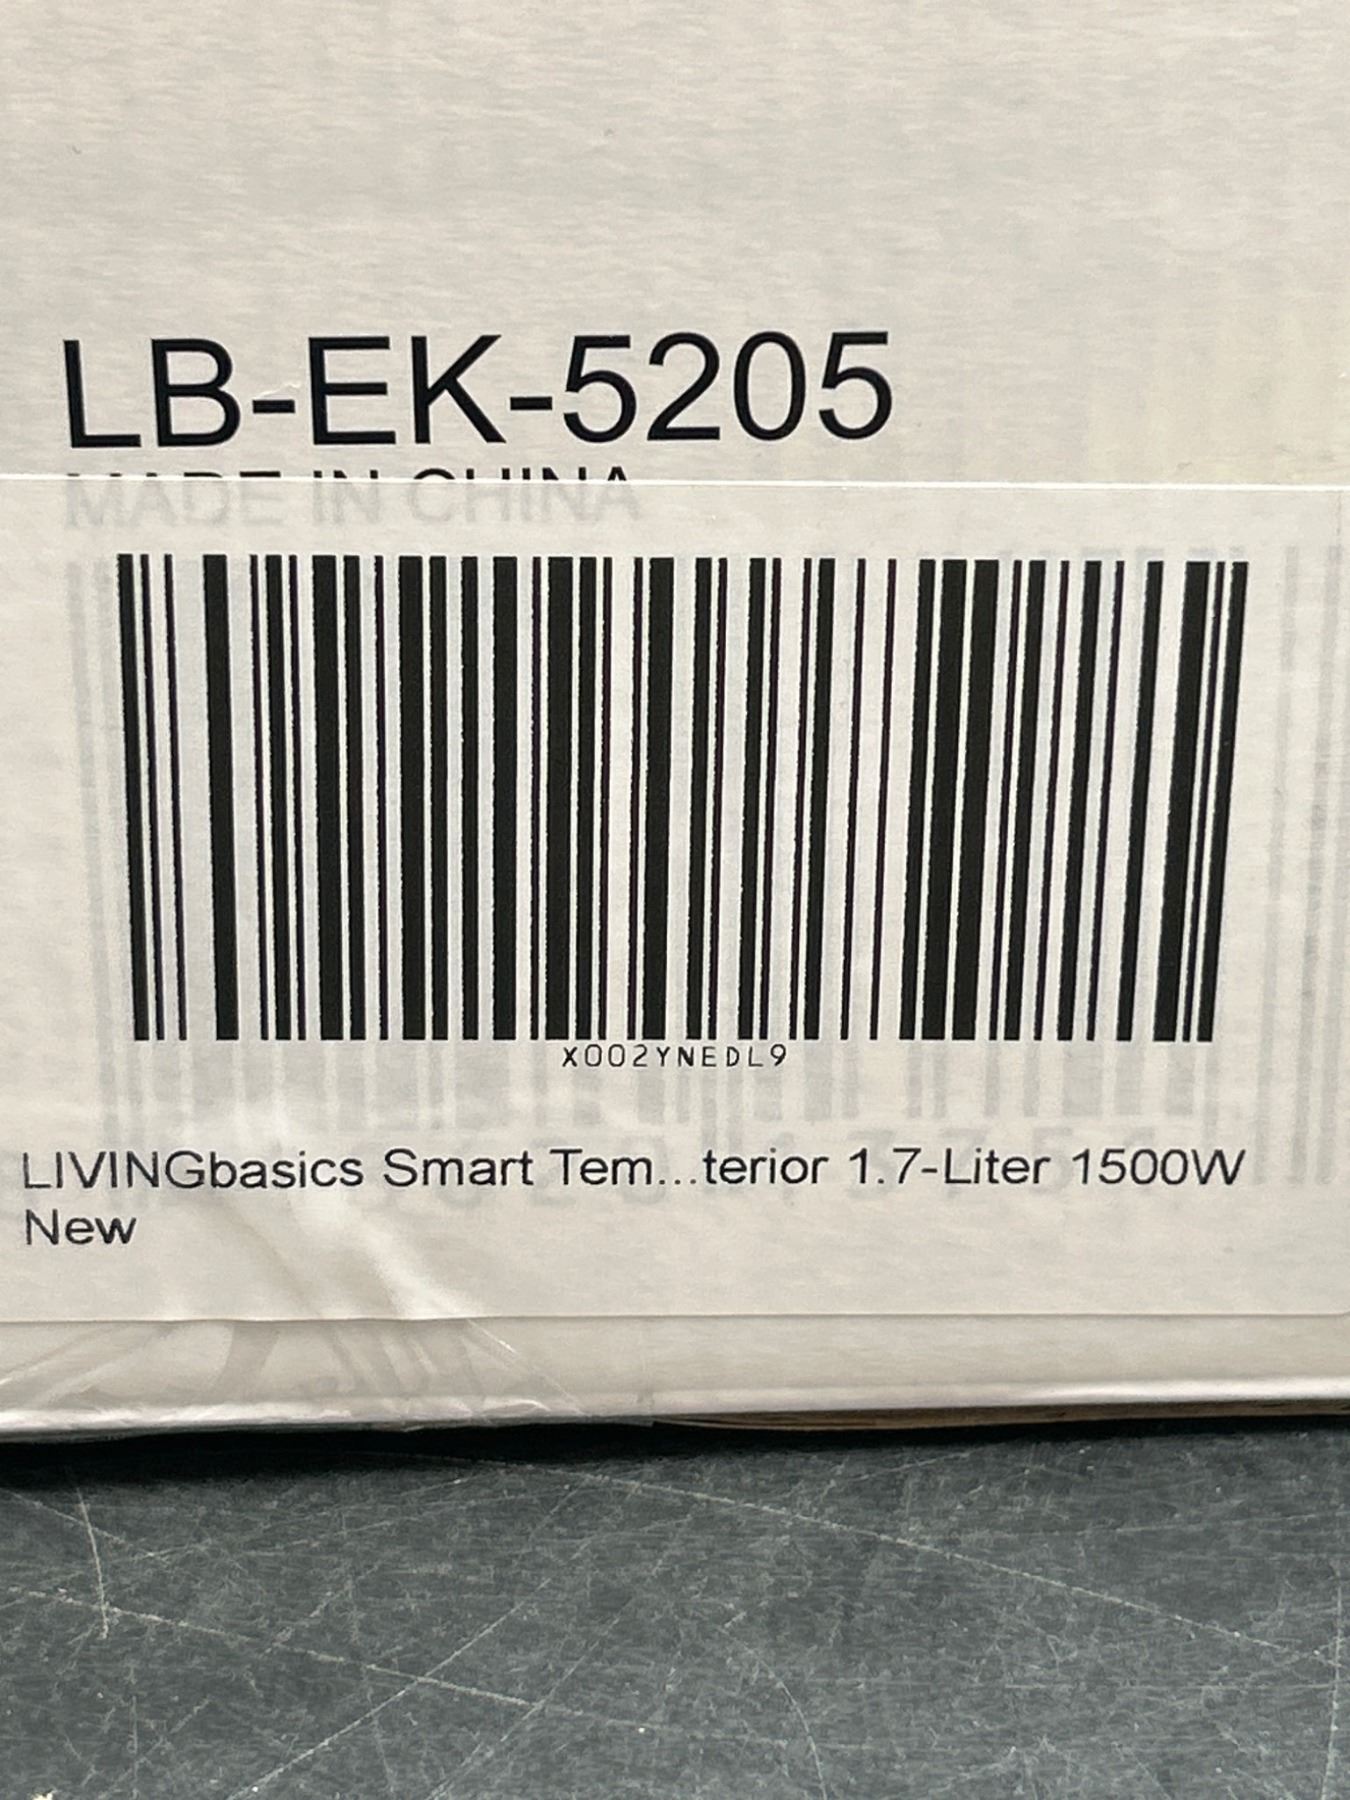 LB-EK-5205
MADE IN CHINA
X002YNEDL9
LIVINGbasics Smart Tem...terior 1.7-Liter 1500W
New